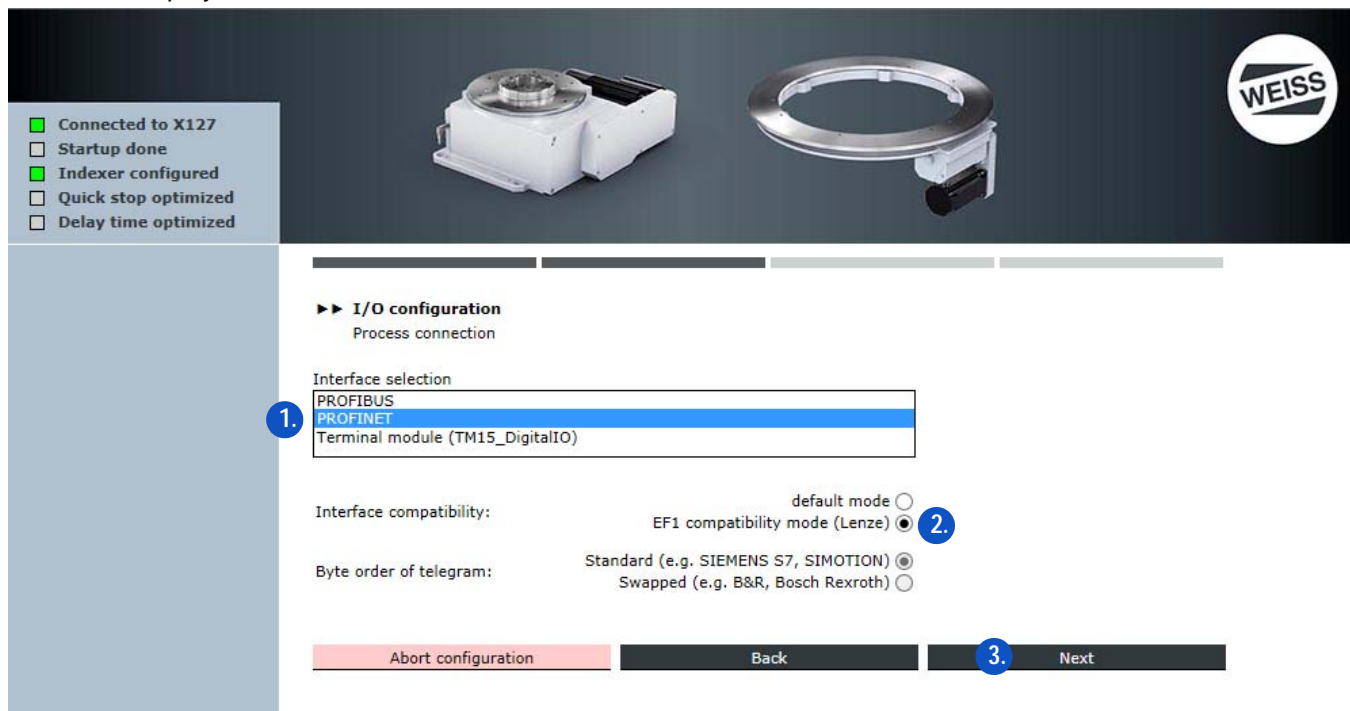 WEISS
Connected to X127
Startup done
Indexer configured
Quick stop optimized
Delay time optimized
►► I/O configuration
Process connection
Interface selection
PROFIBUS
1. PROFINET
Terminal module (TM15_DigitalIO)
default mode
Interface compatibility:
EF1 compatibility mode (Lenze) 2.
Standard (e.g. SIEMENS S7, SIMOTION)
Byte order of telegram:
Swapped (e.g. B&R, Bosch Rexroth)
Abort configuration Back 3. Next